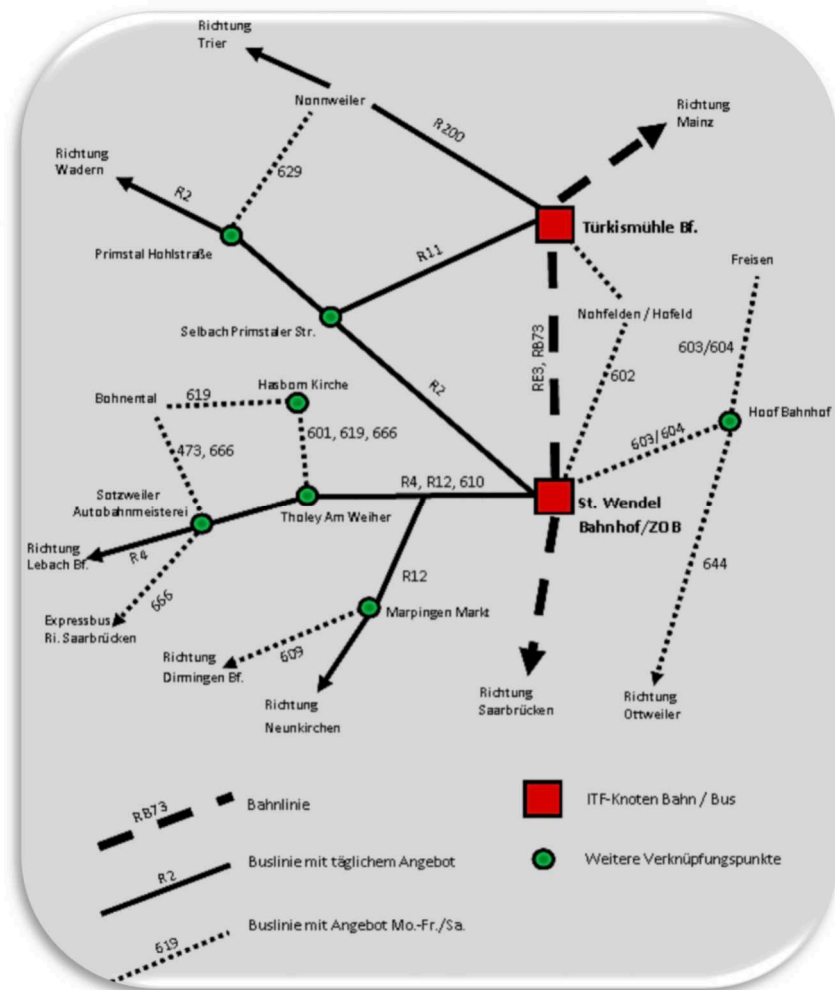 Richtung
Trier
Nonnweiler
R200
Richtung
Mainz
Richtung
Wadern
R2
629
Primstal Hohlstraße
Türkismühle Bf.
R11
Freisen
Selbach Primstaler Str.
Nohfelden / Hofeld
RE3, RB73
602
603/604
R2
Hasborn Kirche
Bohnental
619
601, 619, 666
Hoof Bahnhof
603/604
473, 666
R4, R12, 610
Sotzweiler
Autobahnmeisterei
Tholey Am Weiher
St. Wendel
Bahnhof/ZOB
Richtung
Lebach Bf.
R4
644
R12
666
Expressbus
Ri. Saarbrücken
Marpingen Markt
609
Richtung
Dirmingen Bf.
Richtung
Neunkirchen
Richtung
Saarbrücken
Richtung
Ottweiler
RB73
Bahnlinie
ITF-Knoten Bahn / Bus
R2
Buslinie mit täglichem Angebot
Weitere Verknüpfungspunkte
619
Buslinie mit Angebot Mo.-Fr./Sa.